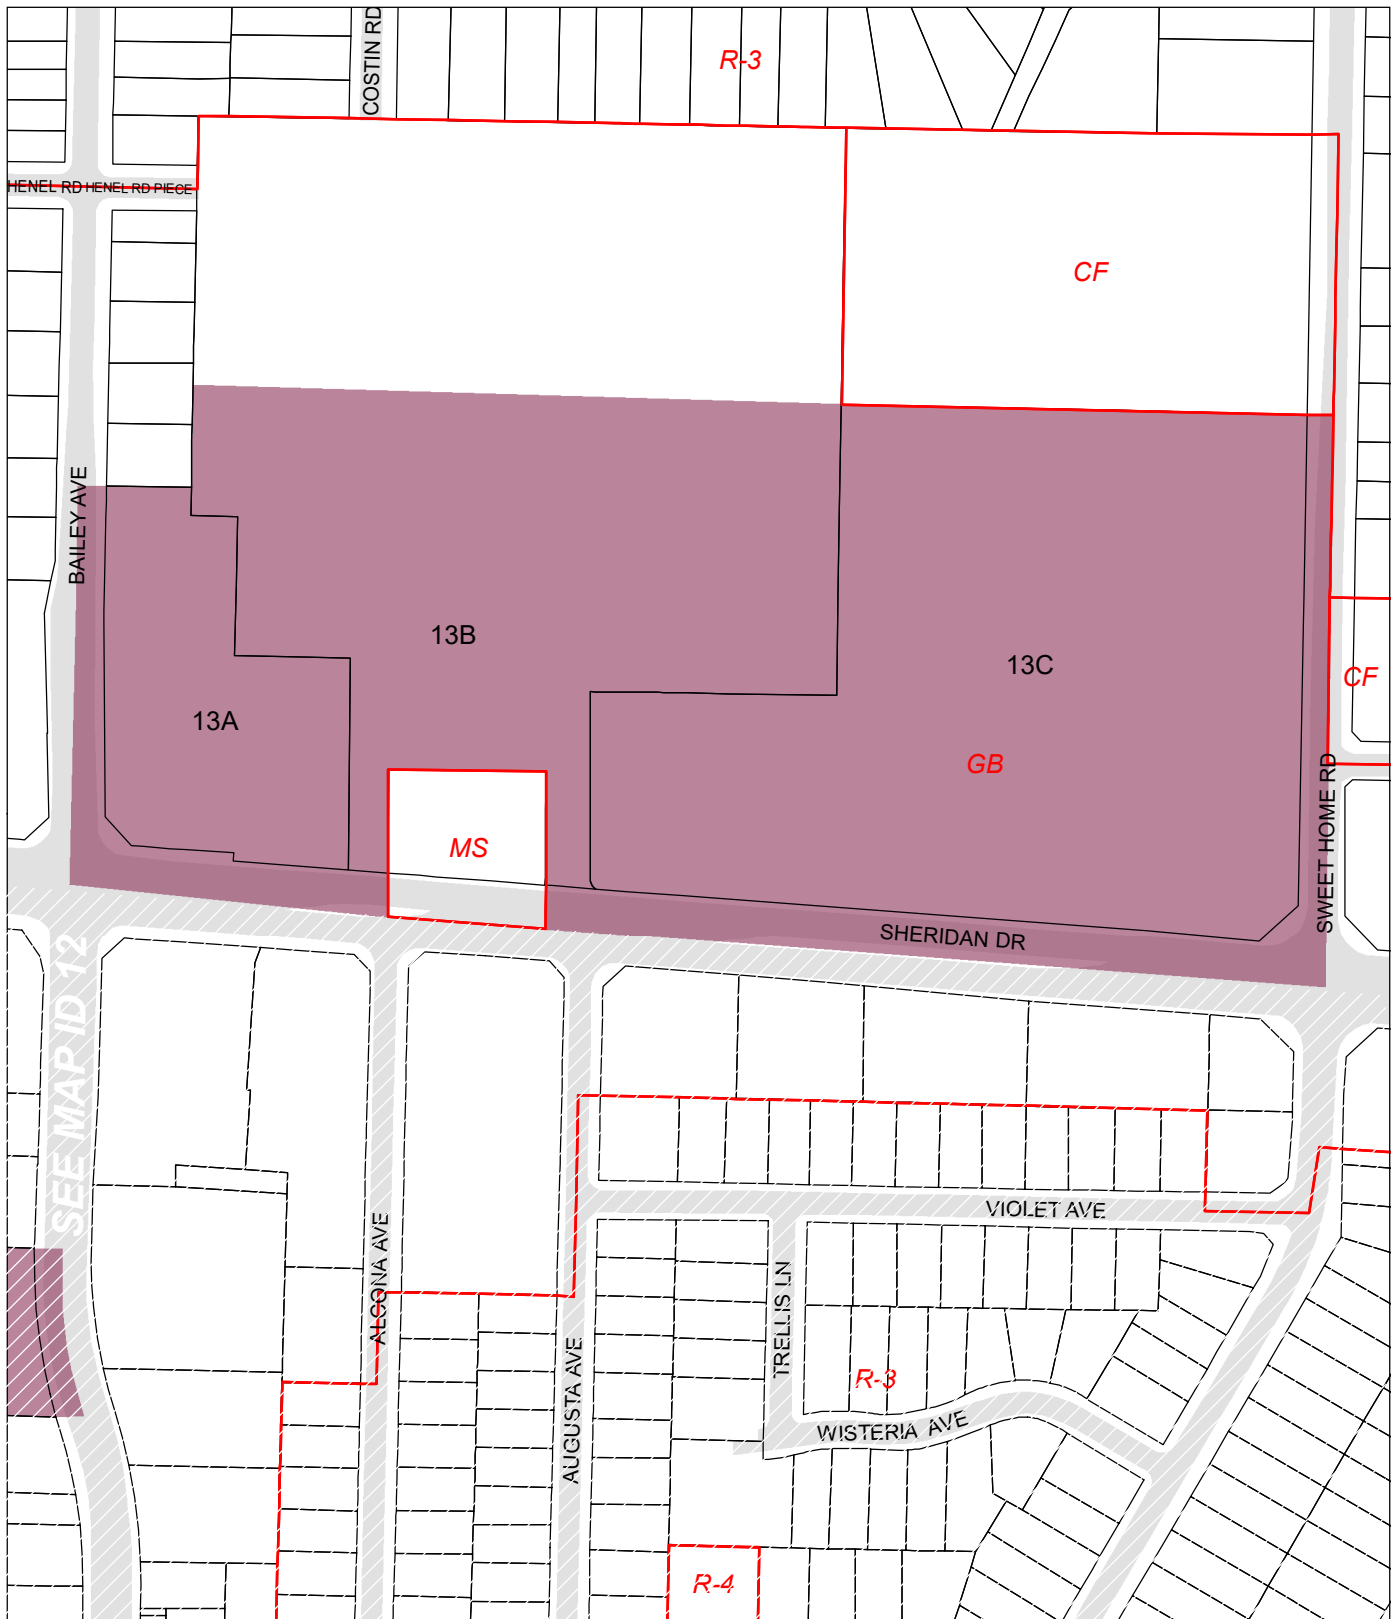 COSTIN RD
R-3
HENEL RD
HENEL RD PIECE
CF
BAILEY AVE
13B
13C
CF
13A
GB
MS
SWEET HOME RD
SHERIDAN DR
SEE MAP ID 12
VIOLET AVE
ALCONA AVE
TRELLIS LN
AUGUSTA AVE
R-3
WISTERIA AVE
R-4